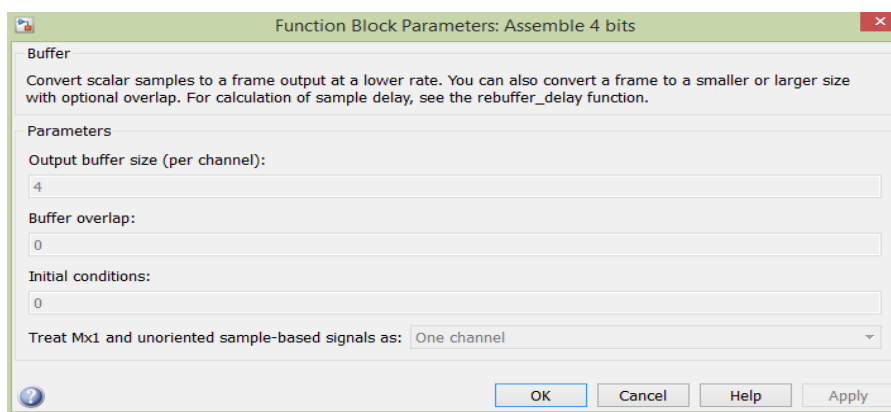 Function Block Parameters: Assemble 4 bits
Buffer
Convert scalar samples to a frame output at a lower rate. You can also convert a frame to a smaller or larger size
with optional overlap. For calculation of sample delay, see the rebuffer_delay function.
Parameters
Output buffer size (per channel):
4
Buffer overlap:
0
Initial conditions:
0
Treat Mx1 and unoriented sample-based signals as: One channel
OK Cancel Help Apply